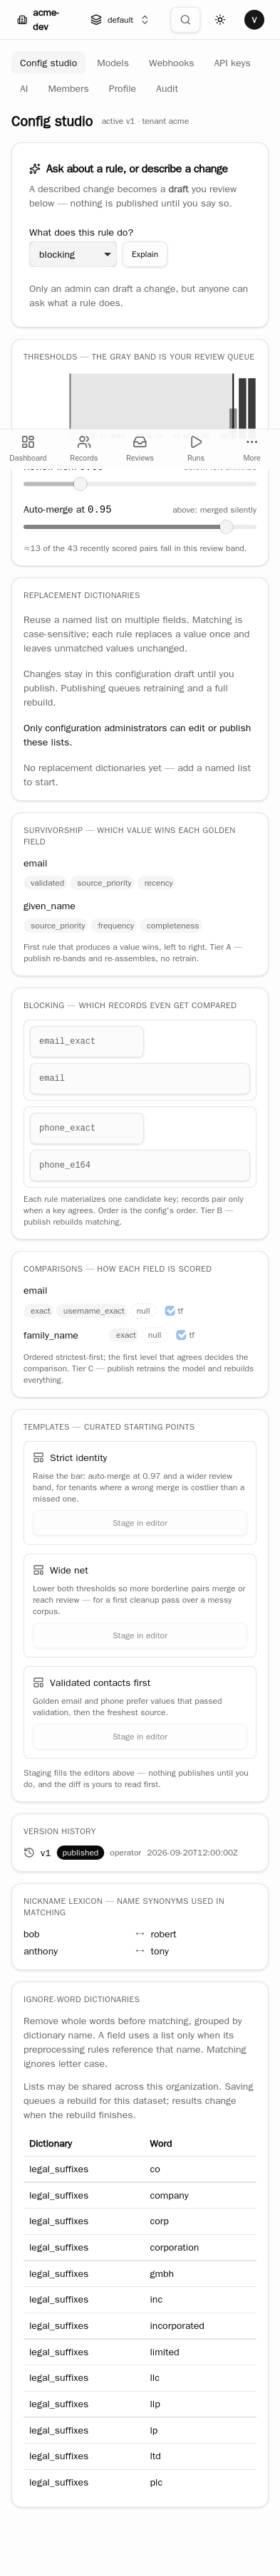 acme-dev
default
V
Config studio Models Webhooks API keys
AI Members Profile Audit
Config studio active v1 · tenant acme
Ask about a rule, or describe a change
A described change becomes a draft you review
below — nothing is published until you say so.
What does this rule do?
blocking
Explain
Only an admin can draft a change, but anyone can
ask what a rule does.
THRESHOLDS — THE GRAY BAND IS YOUR REVIEW QUEUE
Dashboard Records Reviews Runs More
Auto-merge at 0.95 above: merged silently
≈13 of the 43 recently scored pairs fall in this review band.
REPLACEMENT DICTIONARIES
Reuse a named list on multiple fields. Matching is
case-sensitive; each rule replaces a value once and
leaves unmatched values unchanged.
Changes stay in this configuration draft until you
publish. Publishing queues retraining and a full
rebuild.
Only configuration administrators can edit or publish
these lists.
No replacement dictionaries yet — add a named list
to start.
SURVIVORSHIP — WHICH VALUE WINS EACH GOLDEN
FIELD
email
validated source_priority recency
given_name
source_priority frequency completeness
First rule that produces a value wins, left to right. Tier A —
publish re-bands and re-assembles, no retrain.
BLOCKING — WHICH RECORDS EVEN GET COMPARED
email_exact
email
phone_exact
phone_e164
Each rule materializes one candidate key; records pair only
when a key agrees. Order is the config's order. Tier B —
publish rebuilds matching.
COMPARISONS — HOW EACH FIELD IS SCORED
email
exact username_exact null tf
family_name exact null tf
Ordered strictest-first; the first level that agrees decides the
comparison. Tier C — publish retrains the model and rebuilds
everything.
TEMPLATES — CURATED STARTING POINTS
Strict identity
Raise the bar: auto-merge at 0.97 and a wider review
band, for tenants where a wrong merge is costlier than a
missed one.
Stage in editor
Wide net
Lower both thresholds so more borderline pairs merge or
reach review — for a first cleanup pass over a messy
corpus.
Stage in editor
Validated contacts first
Golden email and phone prefer values that passed
validation, then the freshest source.
Stage in editor
Staging fills the editors above — nothing publishes until you
do, and the diff is yours to read first.
VERSION HISTORY
v1 published operator 2026-09-20T12:00:00Z
NICKNAME LEXICON — NAME SYNONYMS USED IN
MATCHING
bob ↔ robert
anthony ↔ tony
IGNORE-WORD DICTIONARIES
Remove whole words before matching, grouped by
dictionary name. A field uses a list only when its
preprocessing rules reference that name. Matching
ignores letter case.
Lists may be shared across this organization. Saving
queues a rebuild for this dataset; results change
when the rebuild finishes.
Dictionary Word
legal_suffixes co
legal_suffixes company
legal_suffixes corp
legal_suffixes corporation
legal_suffixes gmbh
legal_suffixes inc
legal_suffixes incorporated
legal_suffixes limited
legal_suffixes llc
legal_suffixes llp
legal_suffixes lp
legal_suffixes ltd
legal_suffixes plc